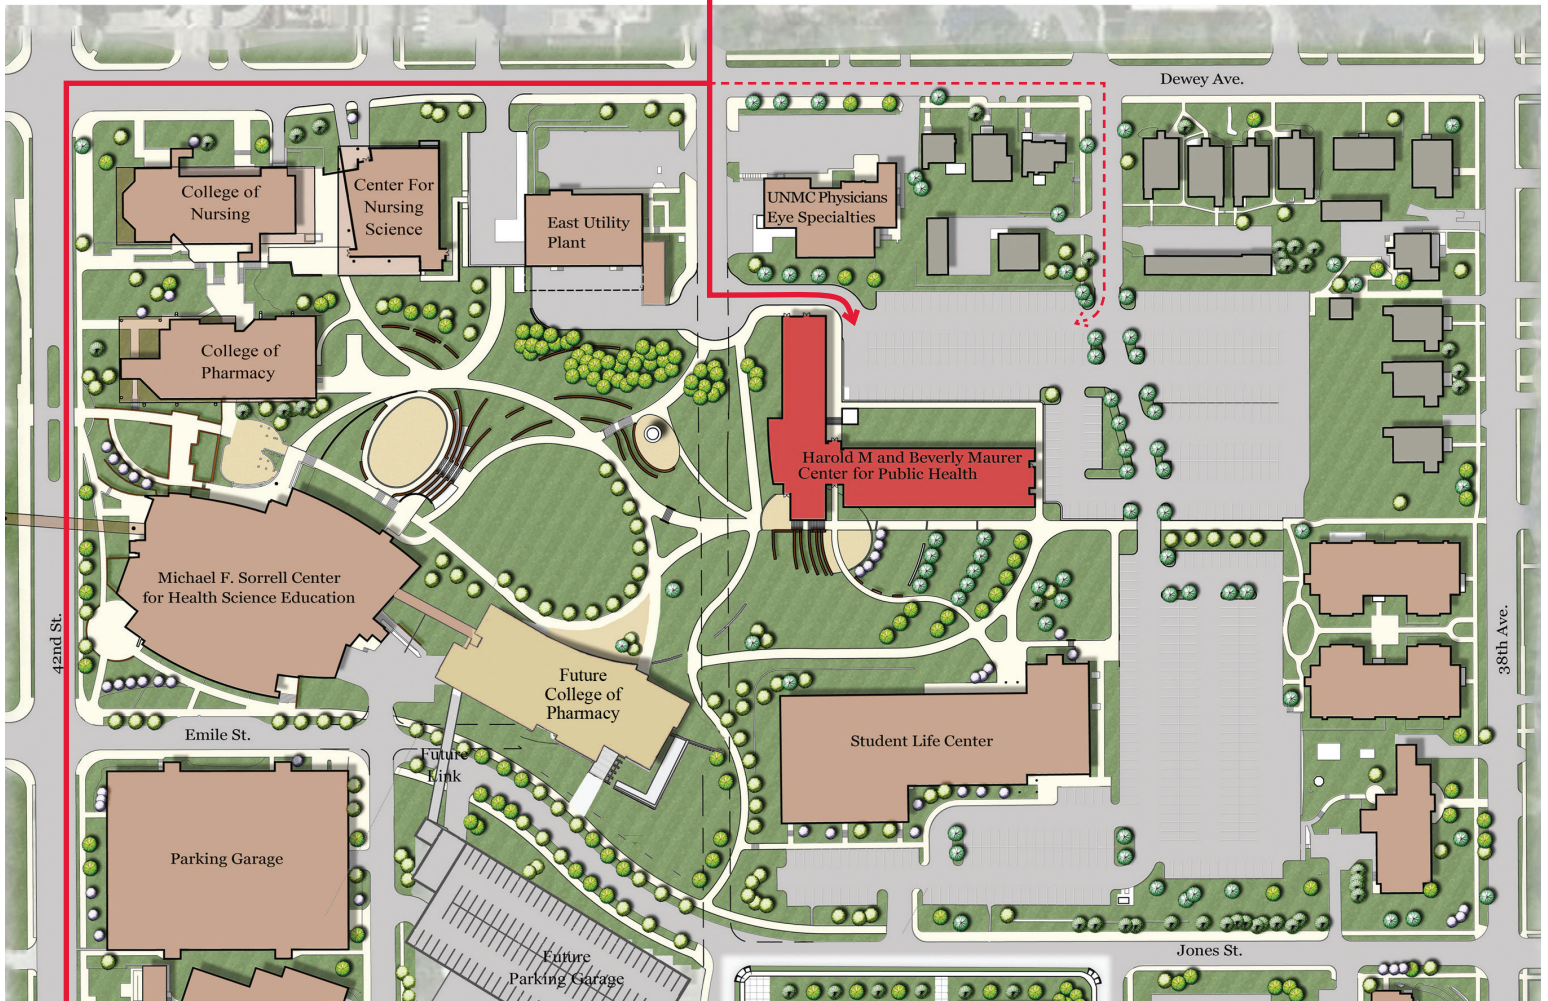 Dewey Ave.
College of
Nursing
Center For
Nursing
Science
East Utility
Plant
UNMC Physicians
Eye Specialties
College of
Pharmacy
Harold M and Beverly Maurer
Center for Public Health
Michael F. Sorrell Center
for Health Science Education
42nd St.
38th Ave.
Future
College of
Pharmacy
Emile St.
Student Life Center
Future
Link
Parking Garage
Jones St.
Future
Parking Garage